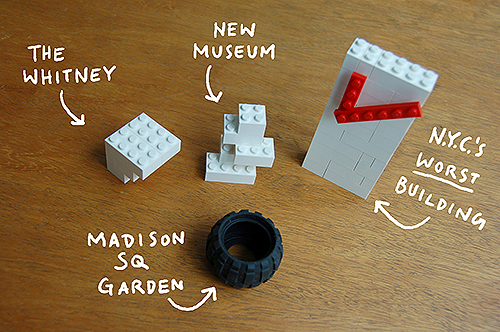 THE
WHITNEY
NEW
MUSEUM
N.Y.C.'S
WORST
BUILDING
MADISON
SQ
GARDEN